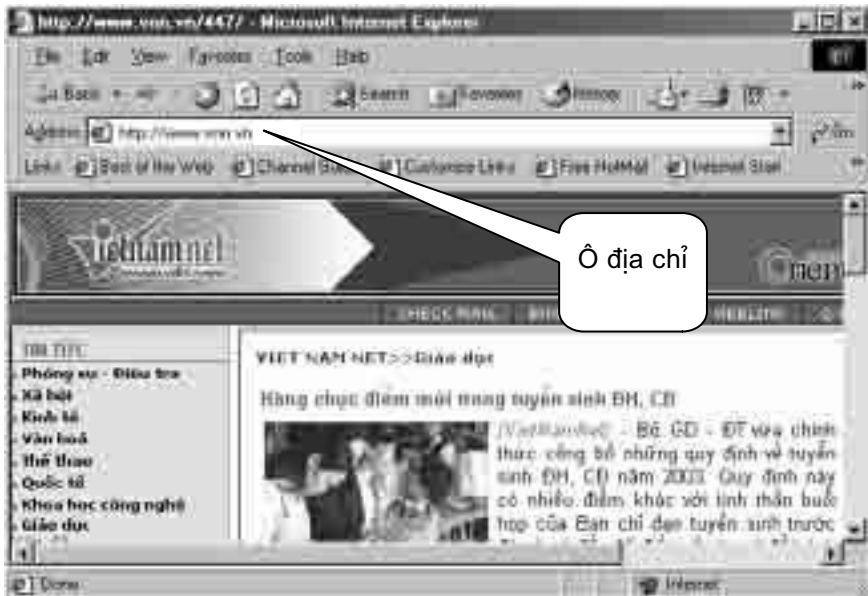 http://www.vnn.vn/4477 - Microsoft Internet Explorer
File Edit View Favorites Tools Help
Back Search Favorites History
Address http://www.vnn.vn
Links Best of the Web Channel Guide Customize Links Free HotMail Internet Start
Ô địa chỉ
Vietnamnet
CHECK MAIL WEBLINK
TIN TỨC
Phóng sự - Điều tra
Xã hội
Kinh tế
Văn hoá
Thể thao
Quốc tế
Khoa học công nghệ
Giáo dục
VIET NAM NET>>Giáo dục
Hàng chục điểm mới trong tuyển sinh ĐH, CĐ
(VietNamNet) - Bộ GD - ĐT vừa chính
thức công bố những quy định về tuyển
sinh ĐH, CĐ năm 2003. Quy định này
có nhiều điểm khác với tinh thần buổi
họp của Ban chỉ đạo tuyển sinh trước
Done Internet